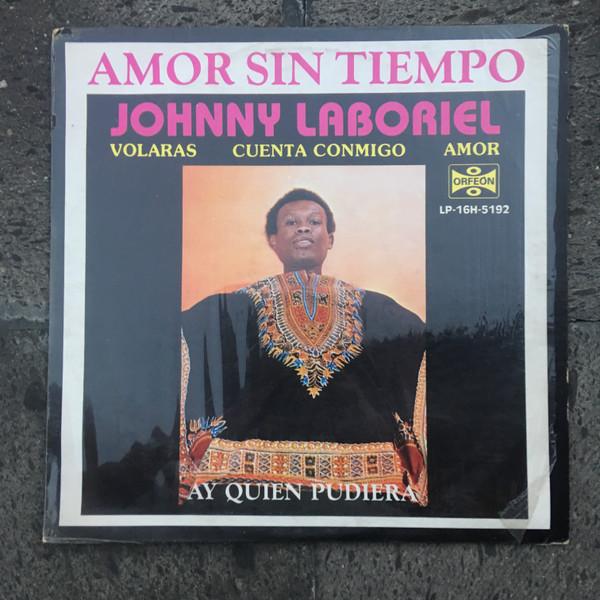 AMOR SIN TIEMPO
JOHNNY LABORIEL
VOLARAS CUENTA CONMIGO AMOR
ORFEON
LP-16H-5192
AY QUIEN PUDIERA